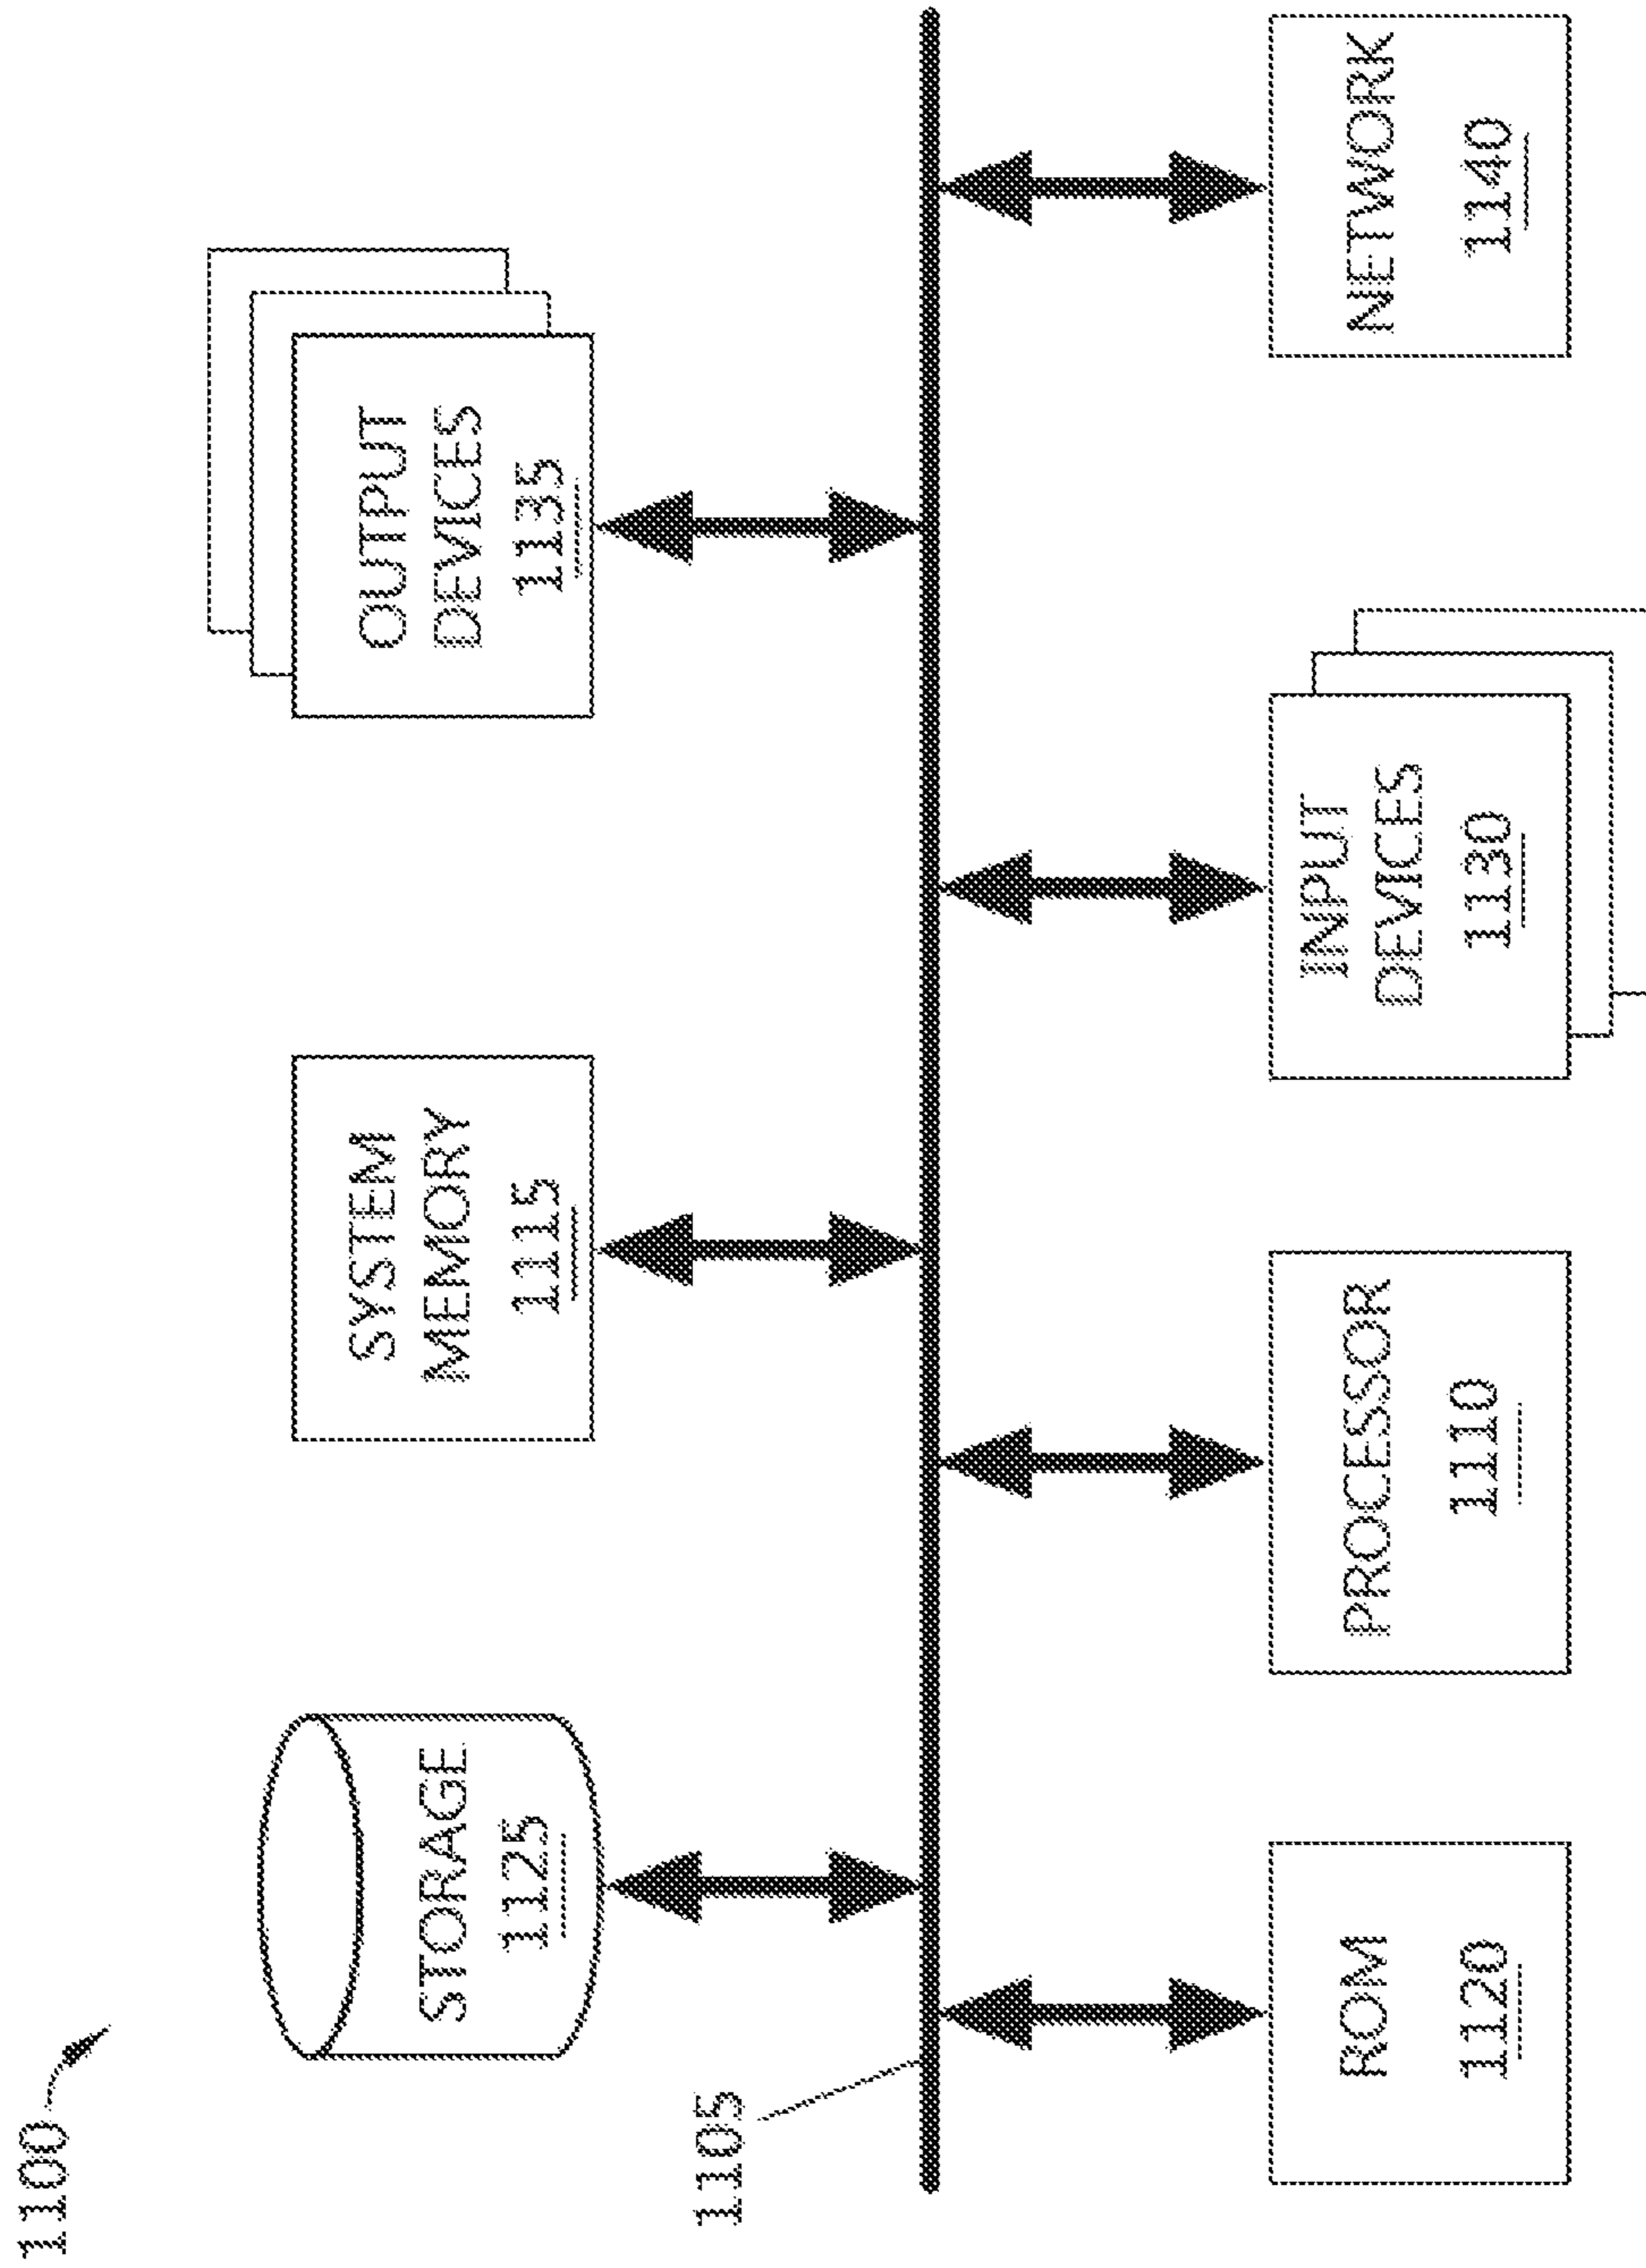 1100
STORAGE
1125
SYSTEM
MEMORY
1115
OUTPUT
DEVICES
1135
1105
ROM
1120
PROCESSOR
1110
INPUT
DEVICES
1130
NETWORK
1140